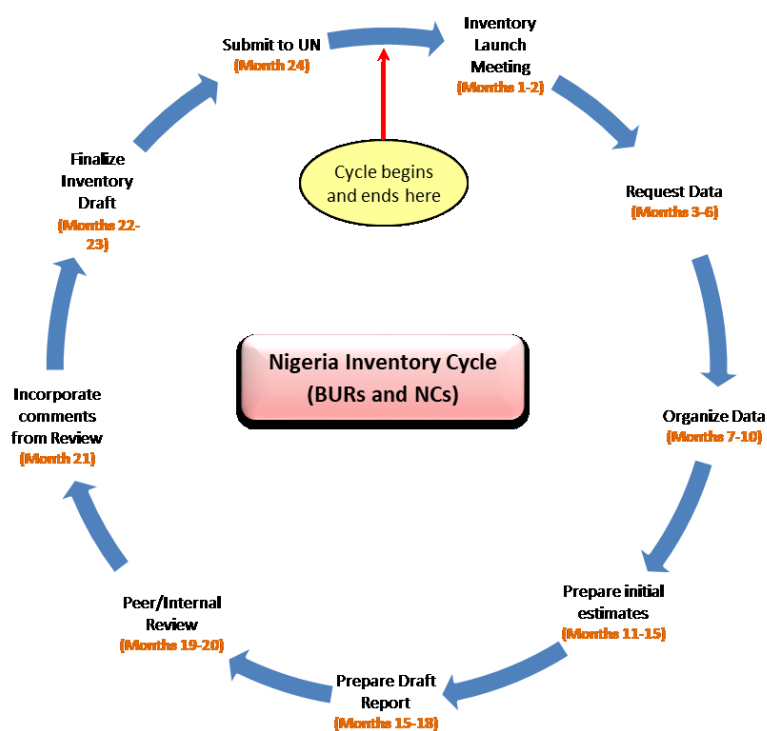 Submit to UN
(Month 24)
Inventory
Launch
Meeting
(Months 1-2)
Cycle begins
and ends here
Request Data
(Months 3-6)
Organize Data
(Months 7-10)
Prepare initial
estimates
(Months 11-15)
Prepare Draft
Report
(Months 15-18)
Peer/Internal
Review
(Months 19-20)
Incorporate
comments
from Review
(Month 21)
Finalize
Inventory
Draft
(Months 22-
23)
Nigeria Inventory Cycle
(BURs and NCs)